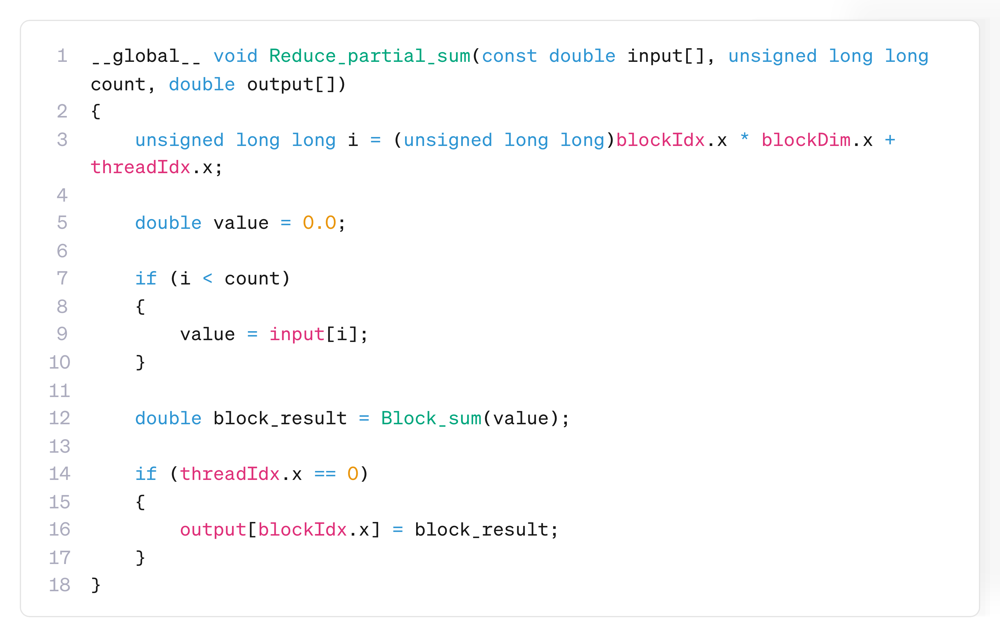 1 __global__ void Reduce_partial_sum(const double input[], unsigned long long
count, double output[])
2 {
3     unsigned long long i = (unsigned long long)blockIdx.x * blockDim.x +
threadIdx.x;
4
5     double value = 0.0;
6
7     if (i < count)
8     {
9         value = input[i];
10     }
11
12     double block_result = Block_sum(value);
13
14     if (threadIdx.x == 0)
15     {
16         output[blockIdx.x] = block_result;
17     }
18 }